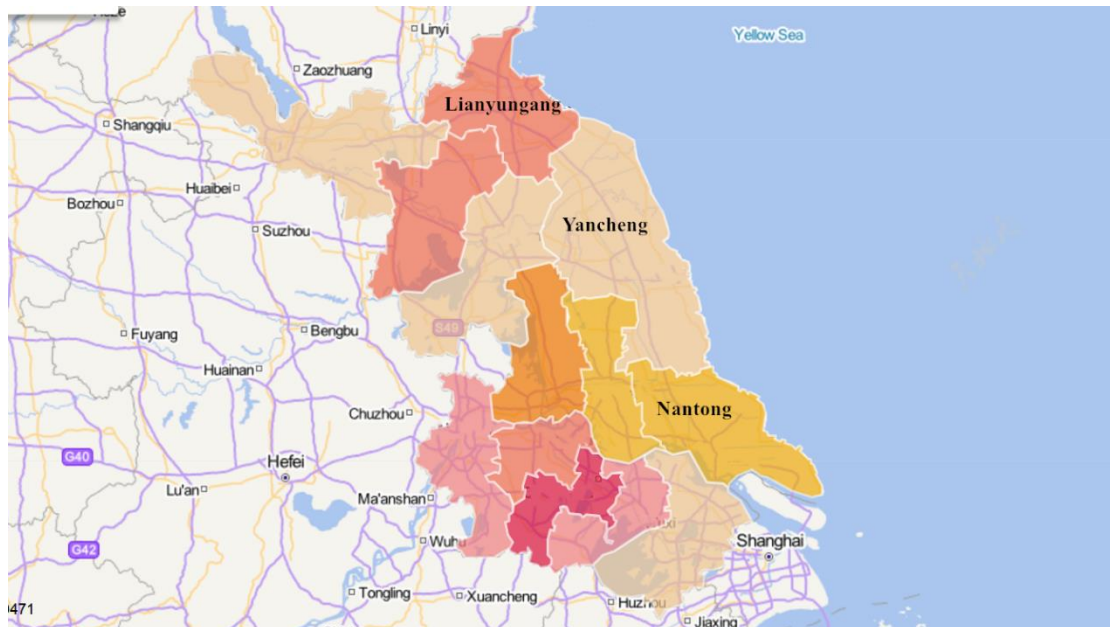 Linyi
Yellow Sea
Zaozhuang
Lianyungang
Shangqiu
Huaibei
Bozhou
Suzhou
Yancheng
S49
Fuyang
Bengbu
Huainan
Chuzhou
Nantong
G40
Hefei
Lu'an
Ma'anshan
G42
Wuhu
Shanghai
Tongling
Xuancheng
Huzhou
Jiaxing